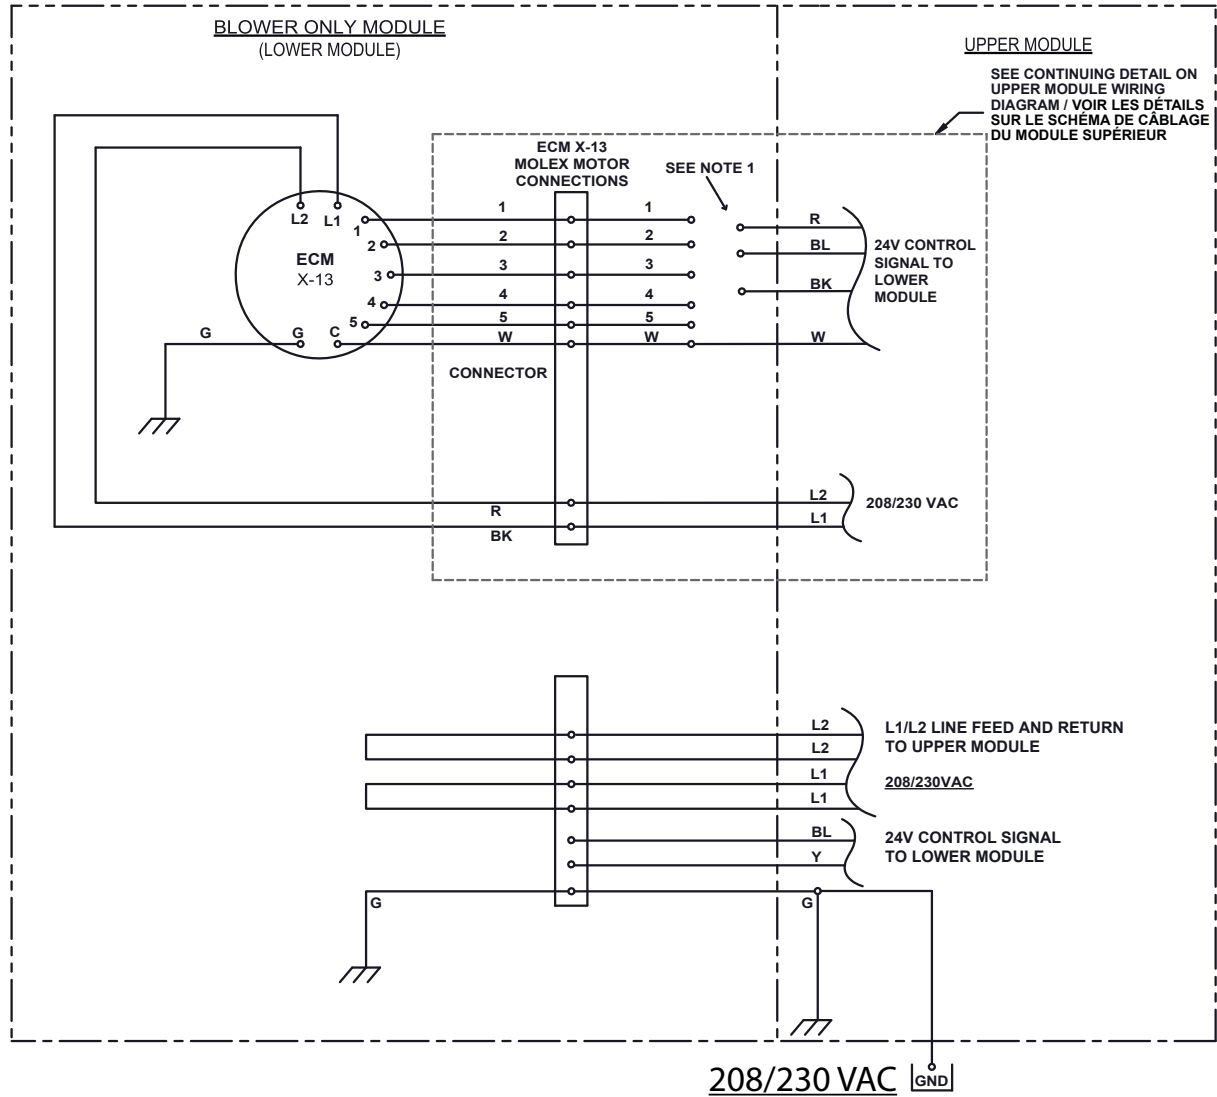 BLOWER ONLY MODULE
(LOWER MODULE)
UPPER MODULE
SEE CONTINUING DETAIL ON
UPPER MODULE WIRING
DIAGRAM / VOIR LES DÉTAILS
SUR LE SCHÉMA DE CÂBLAGE
DU MODULE SUPÉRIEUR
ECM X-13
MOLEX MOTOR
CONNECTIONS
SEE NOTE 1
L2 L1
1
2
3
4
5
G C
ECM
X-13
G
1 1
2 2
3 3
4 4
5 5
W W
R
BL
BK
W
24V CONTROL
SIGNAL TO
LOWER
MODULE
CONNECTOR
R
BK
L2
L1
208/230 VAC
L2
L2
L1
L1
L1/L2 LINE FEED AND RETURN
TO UPPER MODULE
208/230VAC
BL
Y
24V CONTROL SIGNAL
TO LOWER MODULE
G G
208/230 VAC
GND